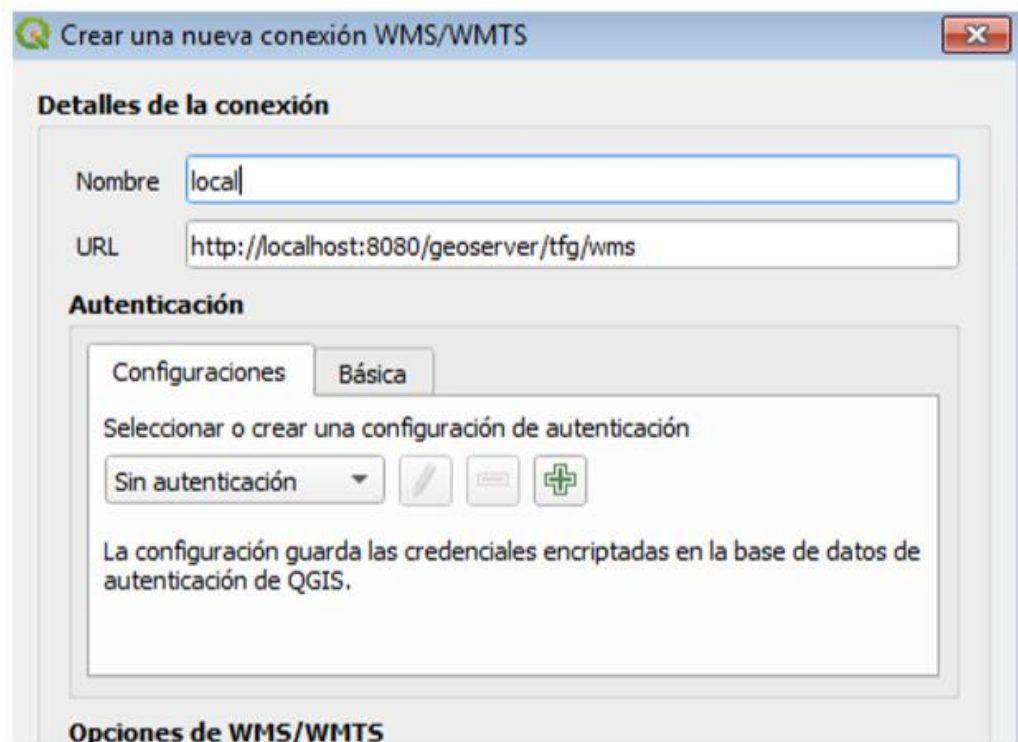 Crear una nueva conexión WMS/WMTS
Detalles de la conexión
Nombre local
URL http://localhost:8080/geoserver/tfg/wms
Autenticación
Configuraciones Básica
Seleccionar o crear una configuración de autenticación
Sin autenticación
La configuración guarda las credenciales encriptadas en la base de datos de
autenticación de QGIS.
Opciones de WMS/WMTS